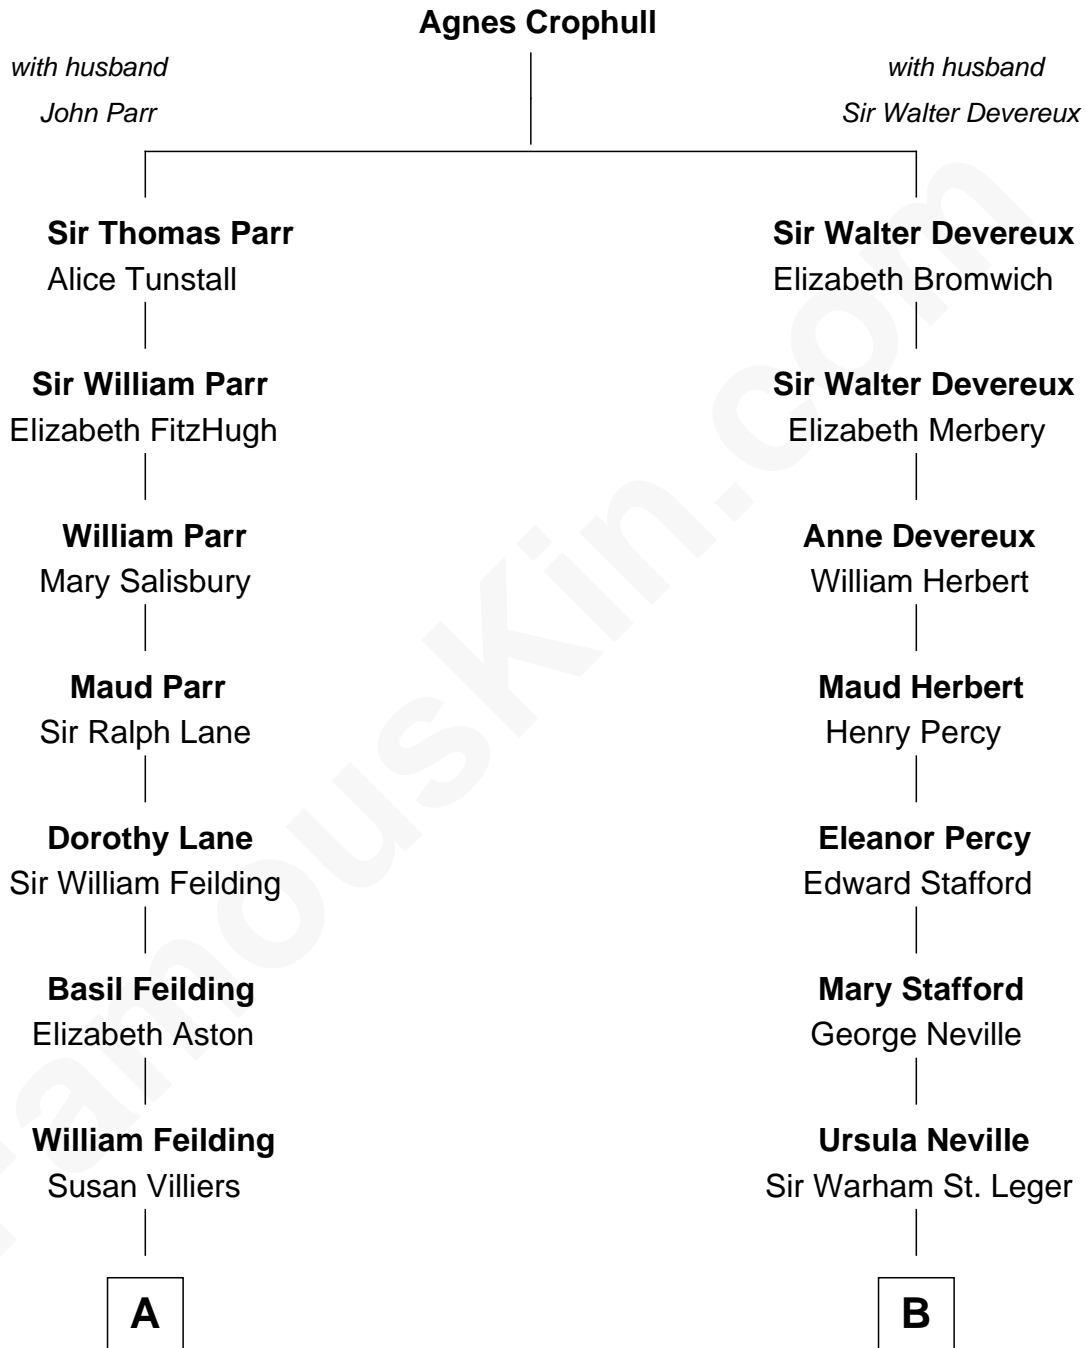 Agnes Crophull
with husband
John Parr
with husband
Sir Walter Devereux
Sir Thomas Parr
Alice Tunstall
Sir Walter Devereux
Elizabeth Bromwich
Sir William Parr
Elizabeth FitzHugh
Sir Walter Devereux
Elizabeth Merbery
William Parr
Mary Salisbury
Anne Devereux
William Herbert
Maud Parr
Sir Ralph Lane
Maud Herbert
Henry Percy
Dorothy Lane
Sir William Feilding
Eleanor Percy
Edward Stafford
Basil Feilding
Elizabeth Aston
Mary Stafford
George Neville
William Feilding
Susan Villiers
Ursula Neville
Sir Warham St. Leger
A
B
FamousKin.com